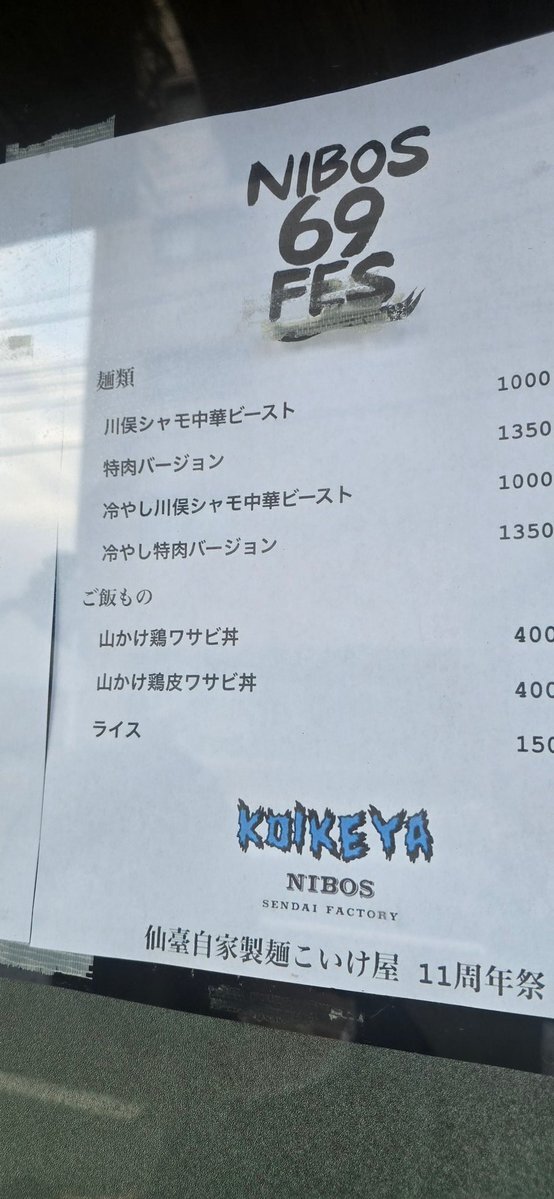 NIBOS
69
FES
麺類
川俣シャモ中華ビースト 1000
特肉バージョン 1350
冷やし川俣シャモ中華ビースト 1000
冷やし特肉バージョン 1350
ご飯もの
山かけ鶏ワサビ丼 400
山かけ鶏皮ワサビ丼 400
ライス 150
KOIKEYA
NIBOS
SENDAI FACTORY
仙臺自家製麺こいけ屋 11周年祭